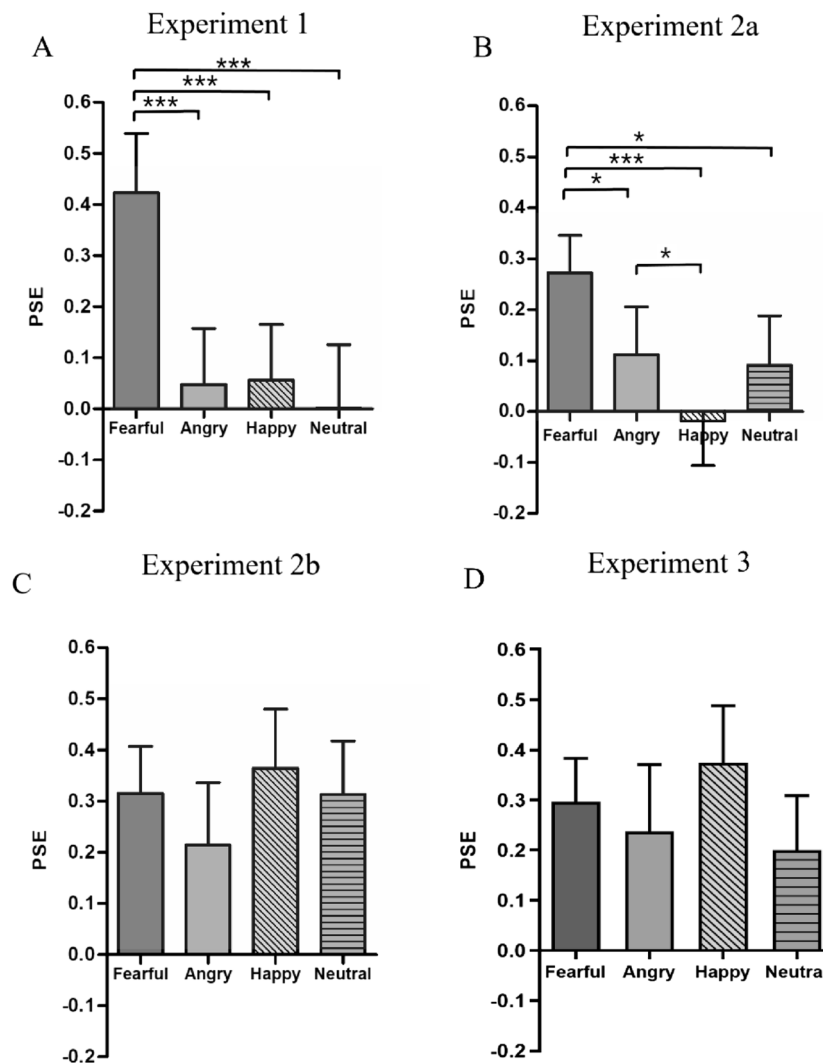 Experiment 1
A
***
***
***
0.6
0.5
0.4
0.3
0.2
0.1
0.0
-0.1
-0.2
PSE
Fearful Angry Happy Neutral
Experiment 2a
B
*
***
*
*
0.6
0.5
0.4
0.3
0.2
0.1
0.0
-0.1
-0.2
PSE
Fearful Angry Happy Neutral
Experiment 2b
C
0.6
0.5
0.4
0.3
0.2
0.1
0.0
-0.1
-0.2
PSE
Fearful Angry Happy Neutral
Experiment 3
D
0.6
0.5
0.4
0.3
0.2
0.1
0.0
-0.1
-0.2
PSE
Fearful Angry Happy Neutra